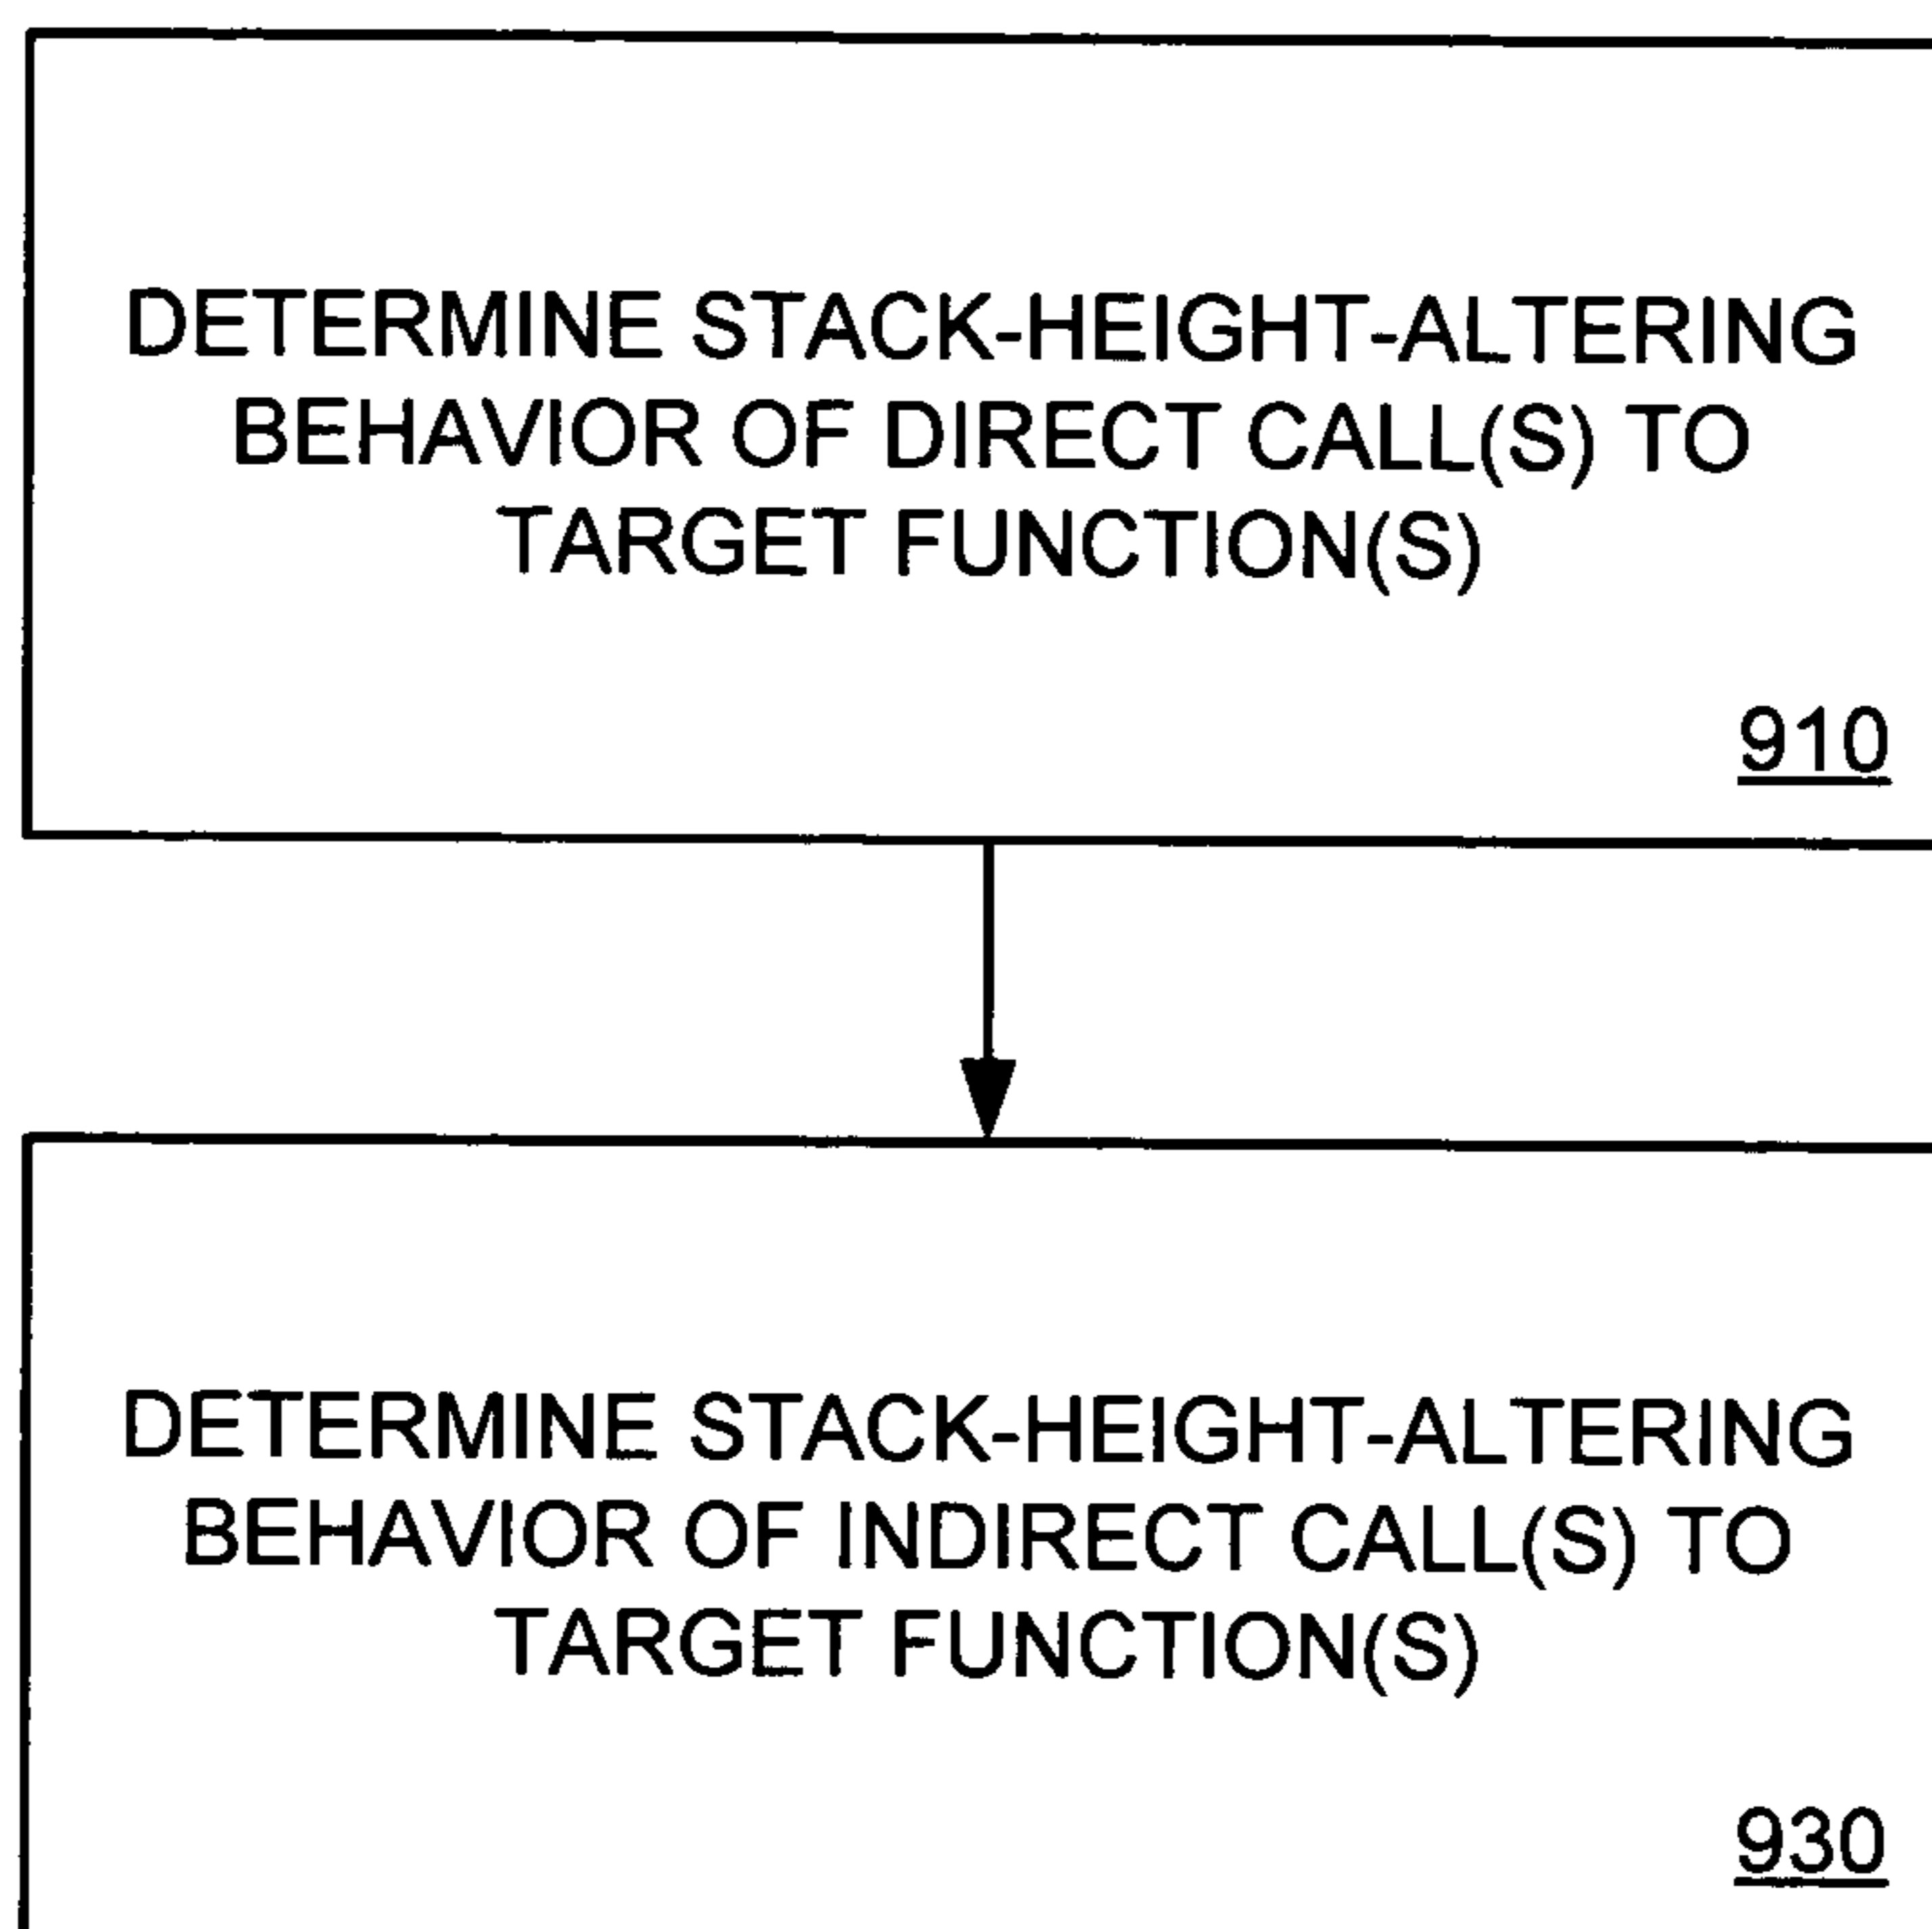 DETERMINE STACK-HEIGHT-ALTERING
BEHAVIOR OF DIRECT CALL(S) TO
TARGET FUNCTION(S)
910
DETERMINE STACK-HEIGHT-ALTERING
BEHAVIOR OF INDIRECT CALL(S) TO
TARGET FUNCTION(S)
930